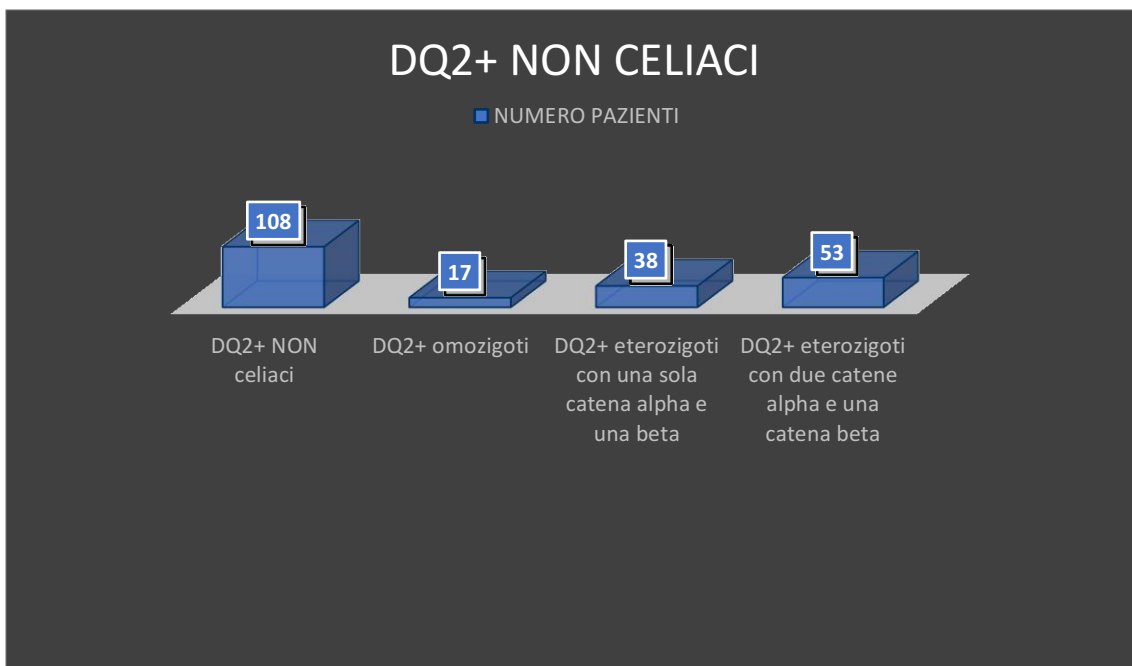 DQ2+ NON CELIACI
NUMERO PAZIENTI
108
17
38
53
DQ2+ NON
celiaci
DQ2+ omozigoti
DQ2+ eterozigoti
con una sola
catena alpha e
una beta
DQ2+ eterozigoti
con due catene
alpha e una
catena beta